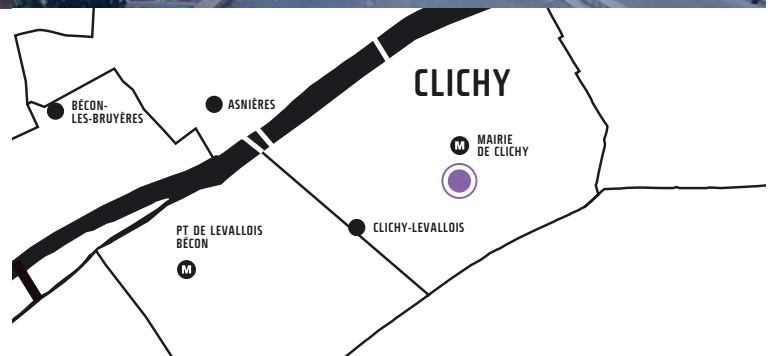 CLICHY
BÉCON-
LES-BRUYÈRES
ASNIÈRES
M
MAIRIE
DE CLICHY
PT DE LEVALLOIS
BÉCON
M
CLICHY-LEVALLOIS